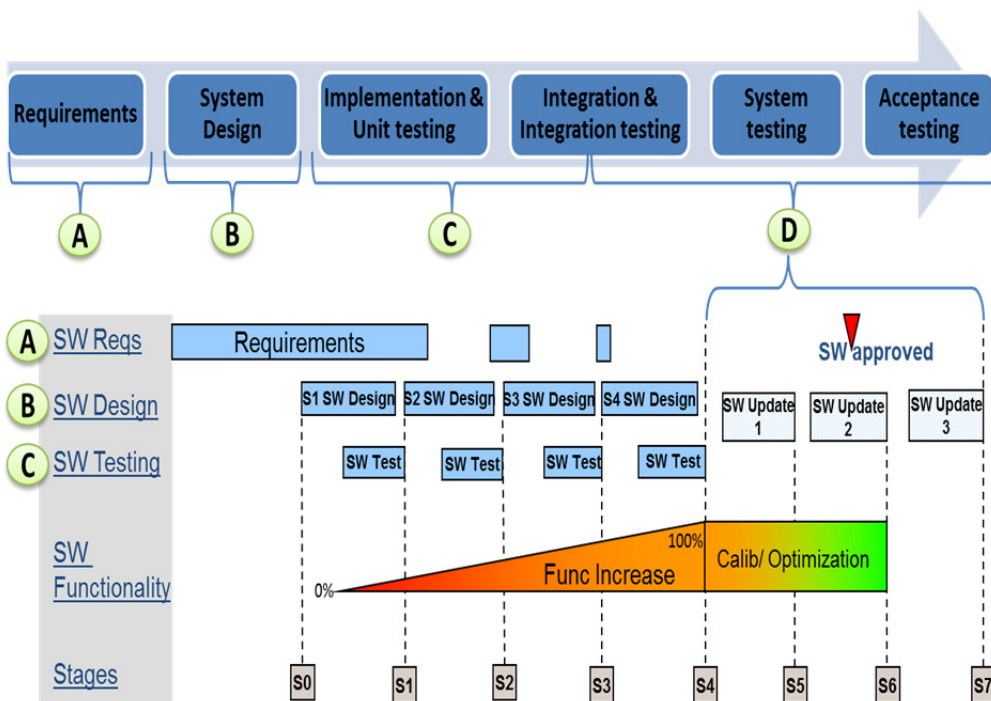 Requirements
System
Design
Implementation &
Unit testing
Integration &
Integration testing
System
testing
Acceptance
testing
A
B
C
D
A
SW Reqs
Requirements
SW approved
B
SW Design
S1 SW Design
S2 SW Design
S3 SW Design
S4 SW Design
SW Update
1
SW Update
2
SW Update
3
C
SW Testing
SW Test
SW Test
SW Test
SW Test
SW
Functionality
0%
Func Increase
100%
Calib/ Optimization
Stages
S0
S1
S2
S3
S4
S5
S6
S7